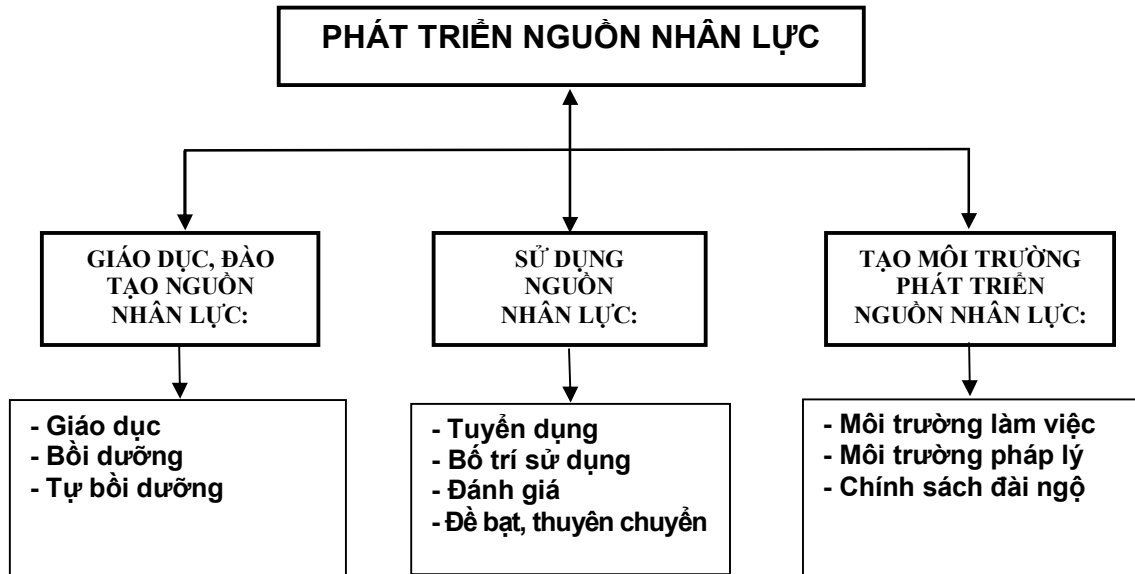 PHÁT TRIỂN NGUỒN NHÂN LỰC
GIÁO DỤC, ĐÀO
TẠO NGUỒN
NHÂN LỰC:
- Giáo dục
- Bồi dưỡng
- Tự bồi dưỡng
SỬ DỤNG
NGUỒN
NHÂN LỰC:
- Tuyển dụng
- Bố trí sử dụng
- Đánh giá
- Đề bạt, thuyên chuyển
TẠO MÔI TRƯỜNG
PHÁT TRIỂN
NGUỒN NHÂN LỰC:
- Môi trường làm việc
- Môi trường pháp lý
- Chính sách đài ngộ